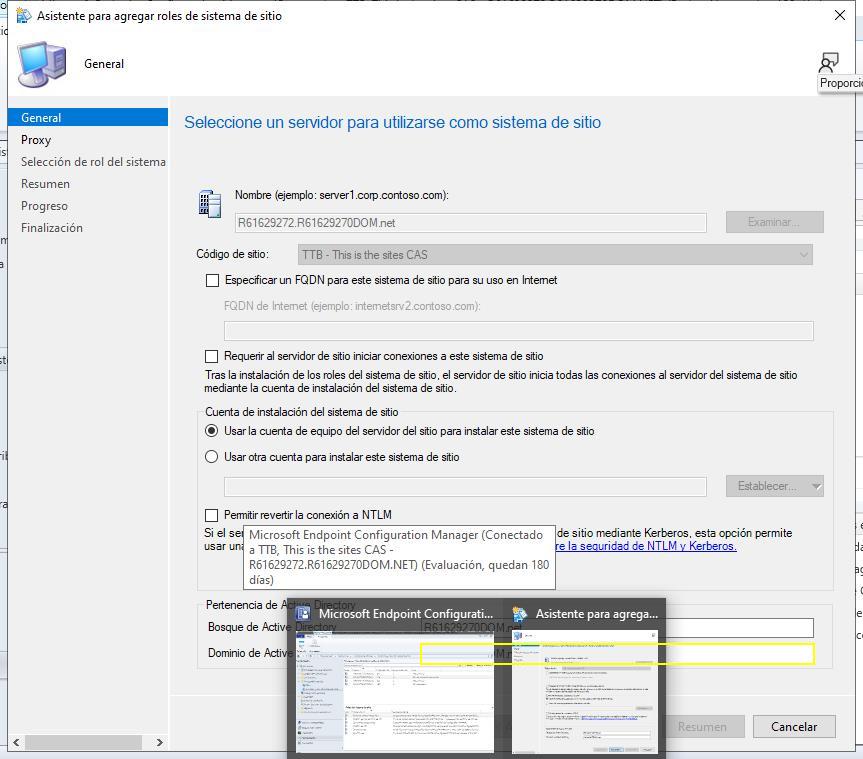 Asistente para agregar roles de sistema de sitio
General
Proporci
General
Proxy
Selección de rol del sistema
Resumen
Progreso
Finalización
Seleccione un servidor para utilizarse como sistema de sitio
Nombre (ejemplo: server1.corp.contoso.com):
R61629272.R61629270DOM.net
Examinar...
Código de sitio:
TTB - This is the sites CAS
Especificar un FQDN para este sistema de sitio para su uso en Internet
FQDN de Internet (ejemplo: internetsrv2.contoso.com):
Requerir al servidor de sitio iniciar conexiones a este sistema de sitio
Tras la instalación de los roles del sistema de sitio, el servidor de sitio inicia todas las conexiones al servidor del sistema de sitio
mediante la cuenta de instalación del sistema de sitio.
Cuenta de instalación del sistema de sitio
Usar la cuenta de equipo del servidor del sitio para instalar este sistema de sitio
Usar otra cuenta para instalar este sistema de sitio
Establecer...
Permitir revertir la conexión a NTLM
Si el ser de sitio mediante Kerberos, esta opción permite
usar una re la seguridad de NTLM y Kerberos.
Microsoft Endpoint Configuration Manager (Conectado
a TTB, This is the sites CAS -
R61629272.R61629270DOM.NET) (Evaluación, quedan 180
días)
Pertenencia de Active Directory
Microsoft Endpoint Configurati...
Asistente para agrega...
Bosque de Active
R61629270DOM.net
Dominio de Active
Resumen
Cancelar